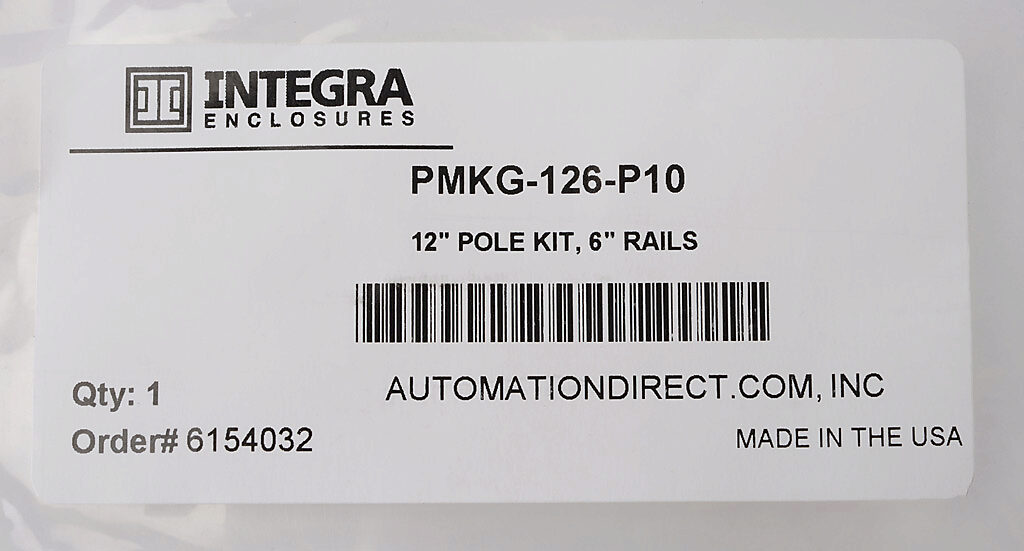 INTEGRA
ENCLOSURES
PMKG-126-P10
12" POLE KIT, 6" RAILS
AUTOMATIONDIRECT.COM, INC
Qty: 1
Order# 6154032
MADE IN THE USA